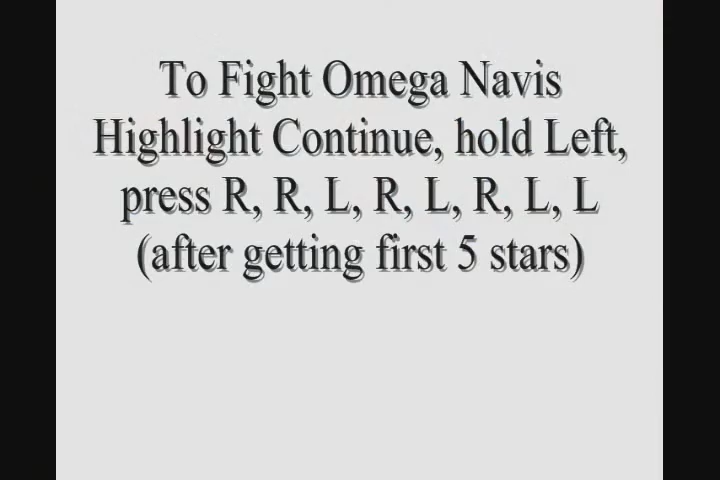 To Fight Omega Navis
Highlight Continue, hold Left,
press R, R, L, R, L, R, L, L
(after getting first 5 stars)